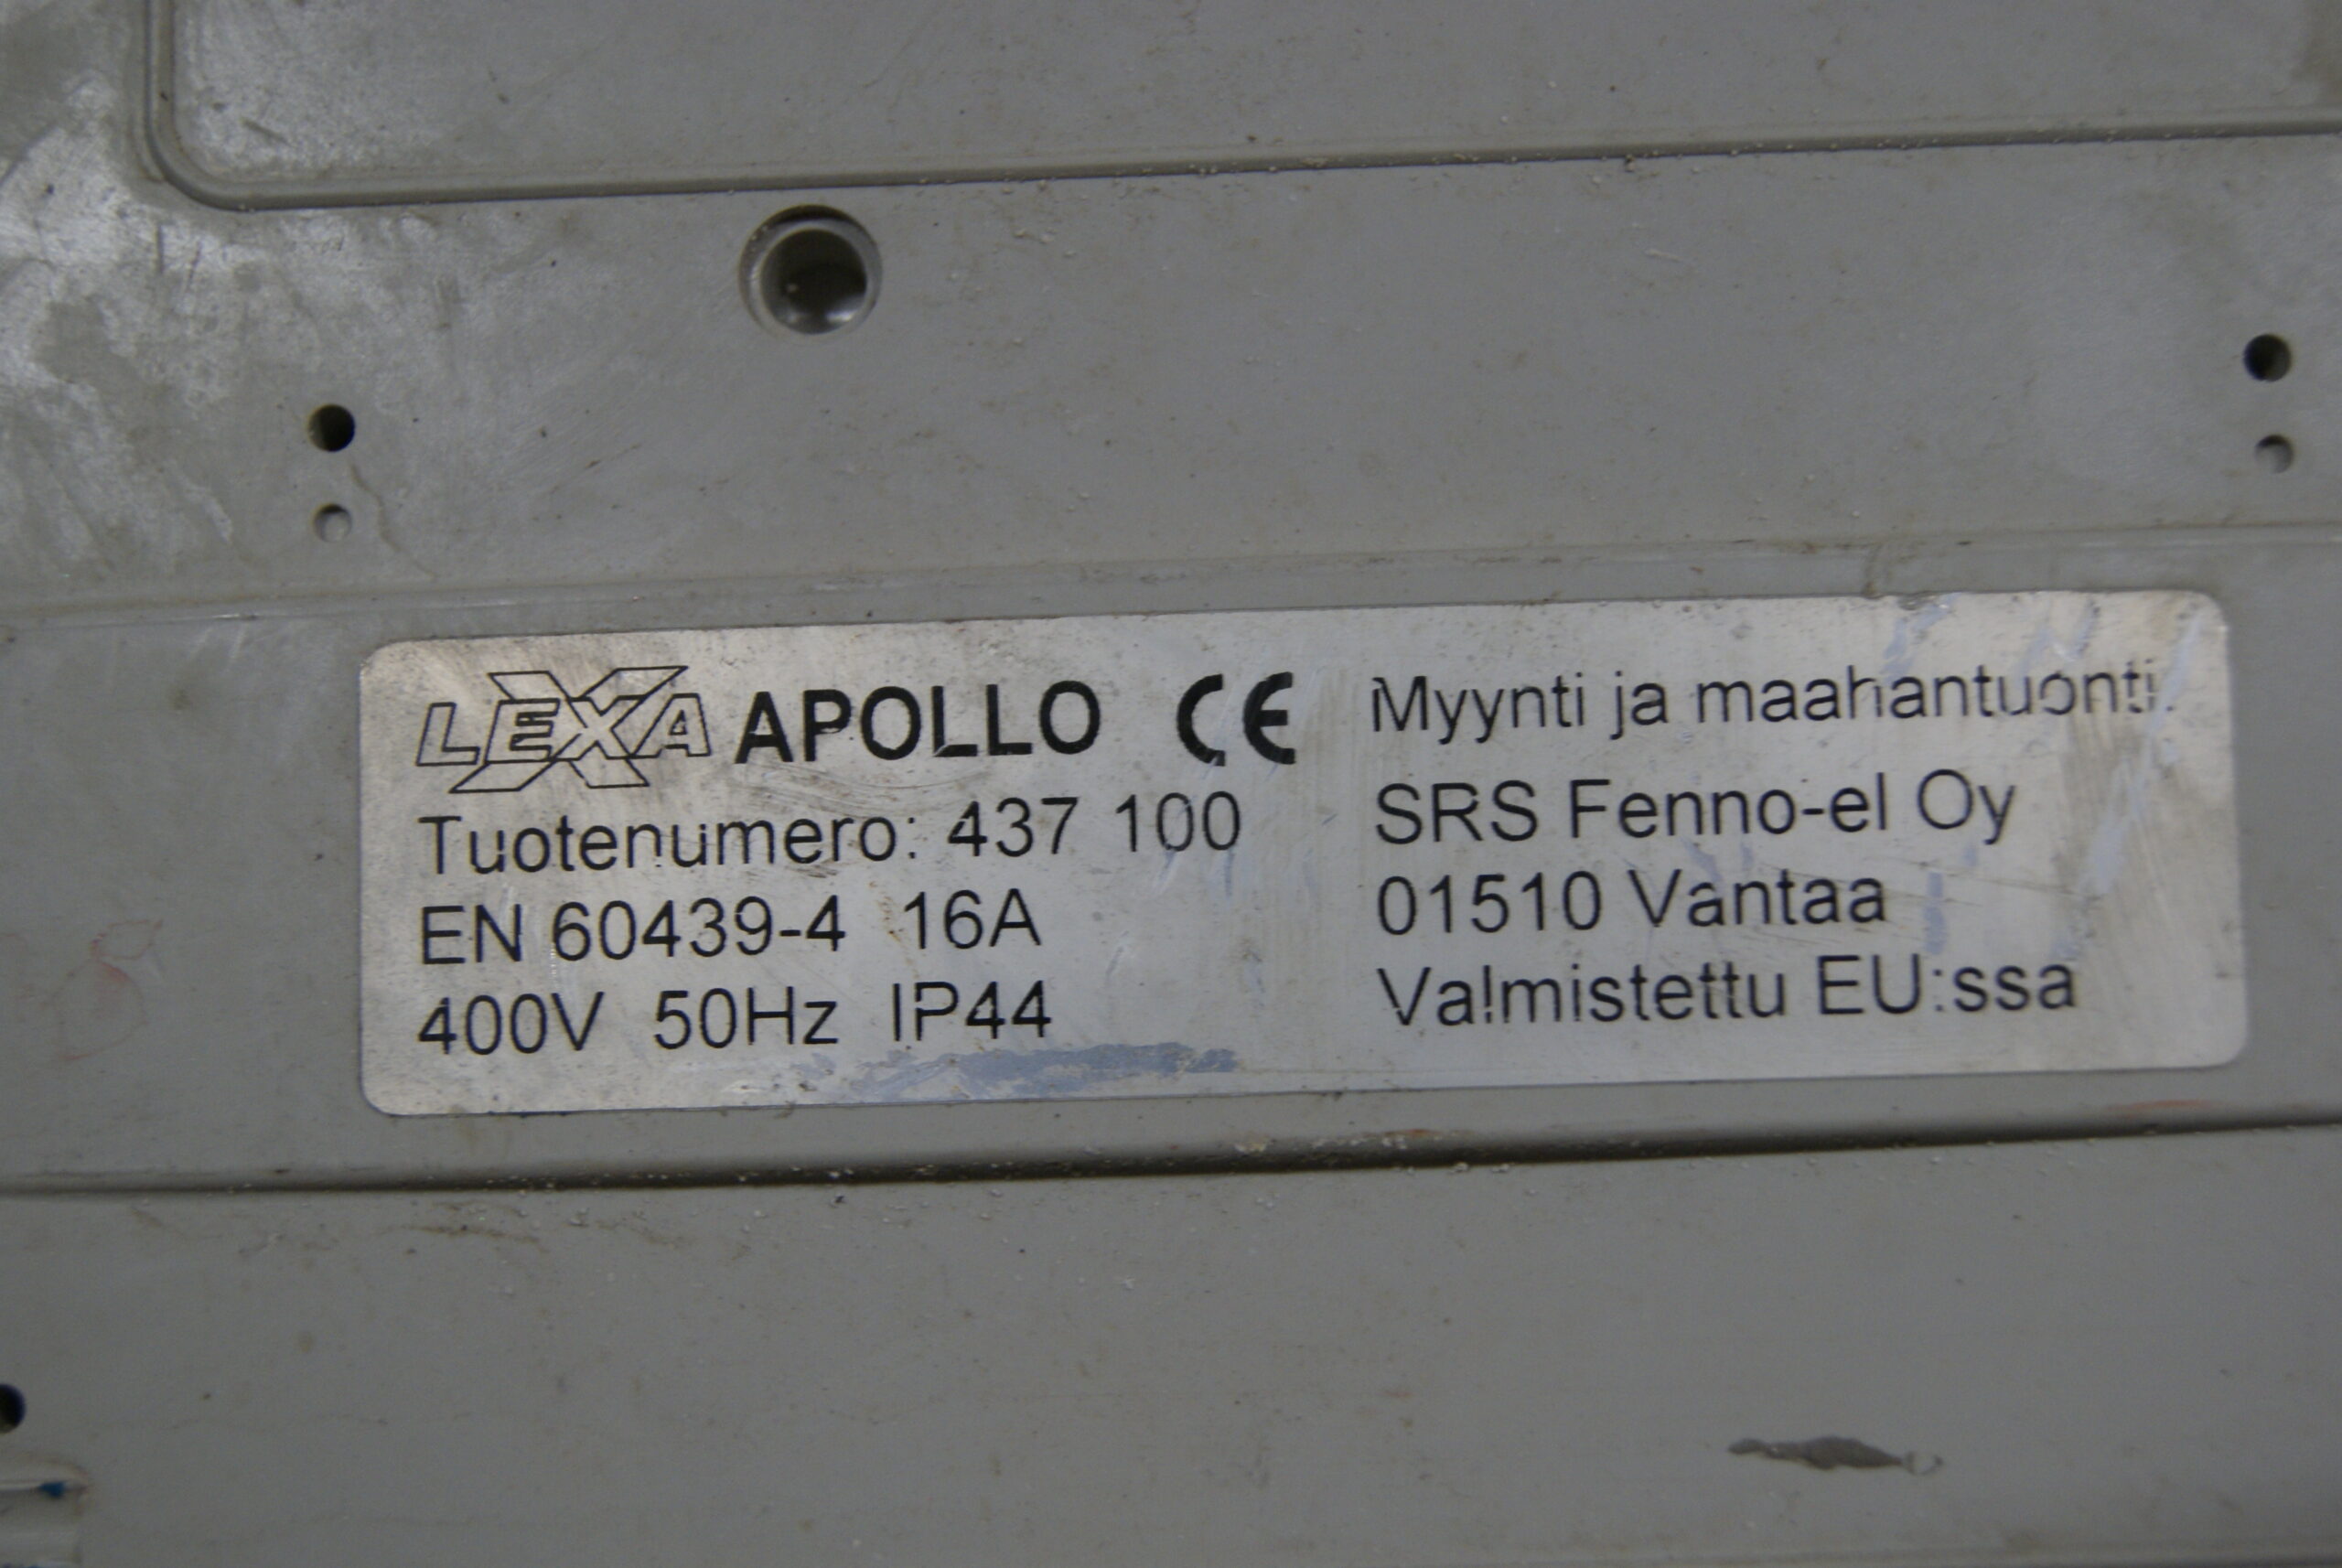 LEXA APOLLO CE
Tuotenumero: 437 100
EN 60439-4 16A
400V 50Hz IP44
Myynti ja maahantuonti:
SRS Fenno-el Oy
01510 Vantaa
Valmistettu EU:ssa